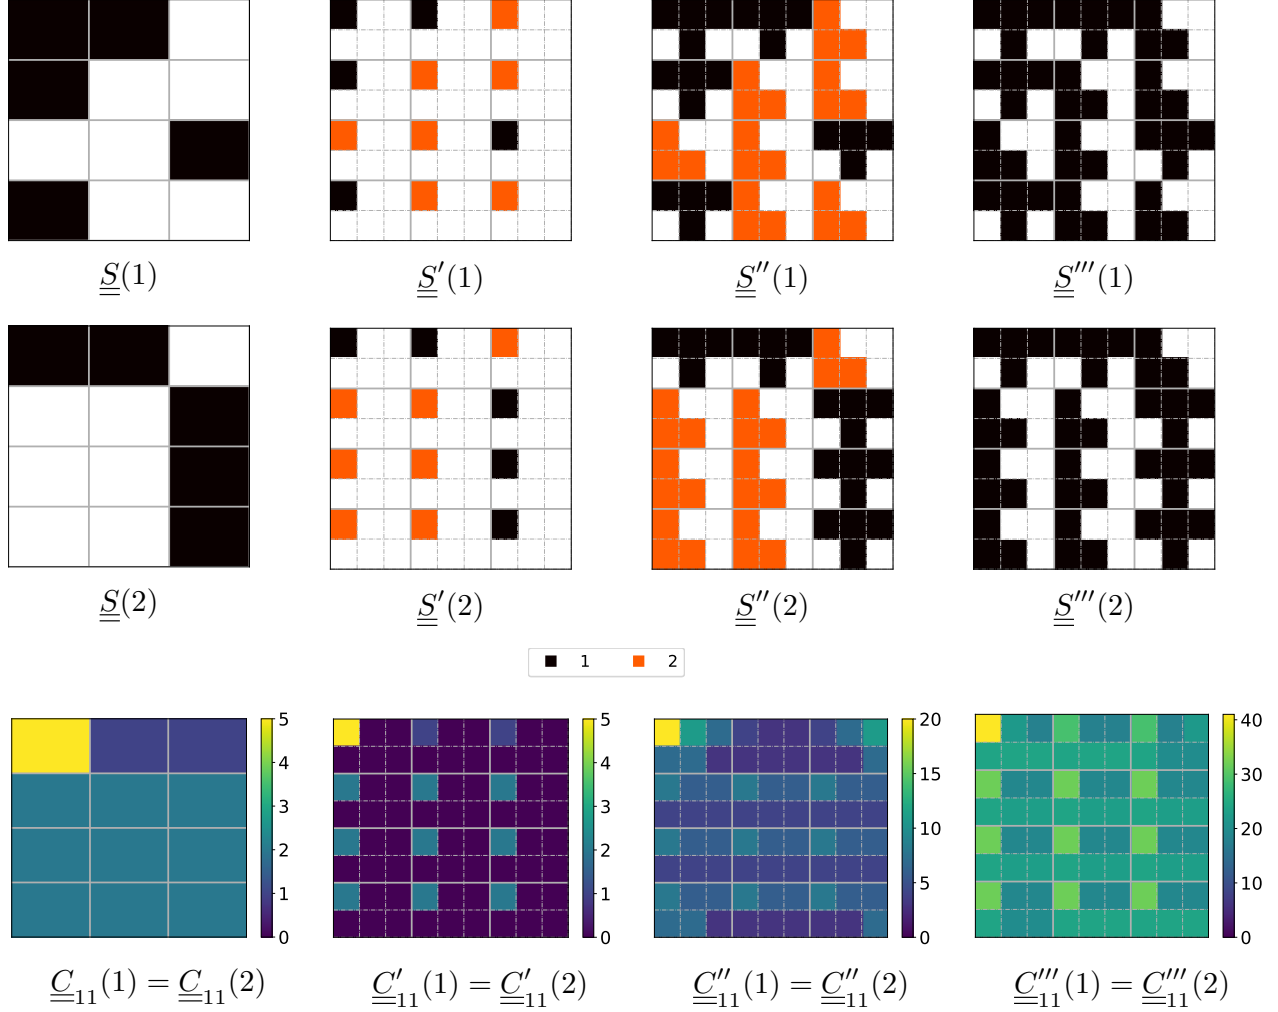 S(1) S′(1) S″(1) S‴(1)
S(2) S′(2) S″(2) S‴(2)
1 2
5 4 3 2 1 0
5 4 3 2 1 0
20 15 10 5 0
40 30 20 10 0
C₁₁(1) = C₁₁(2) C′₁₁(1) = C′₁₁(2) C″₁₁(1) = C″₁₁(2) C‴₁₁(1) = C‴₁₁(2)